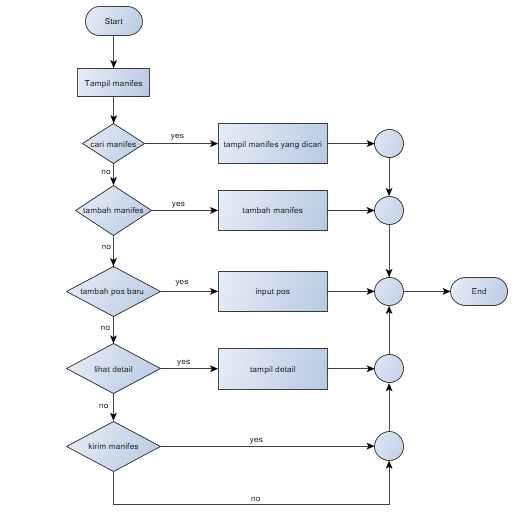 Start
Tampil manifes
cari manifes
yes
tampil manifes yang dicari
no
tambah manifes
yes
tambah manifes
no
tambah pos baru
yes
input pos
End
no
lihat detail
yes
tampil detail
no
kirim manifes
yes
no